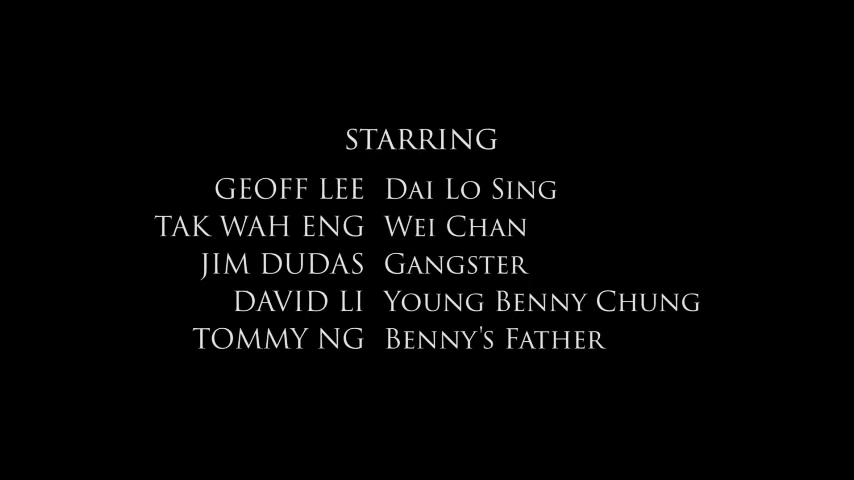 STARRING
GEOFF LEE Dai Lo Sing
TAK WAH ENG Wei Chan
JIM DUDAS Gangster
DAVID LI Young Benny Chung
TOMMY NG Benny's Father